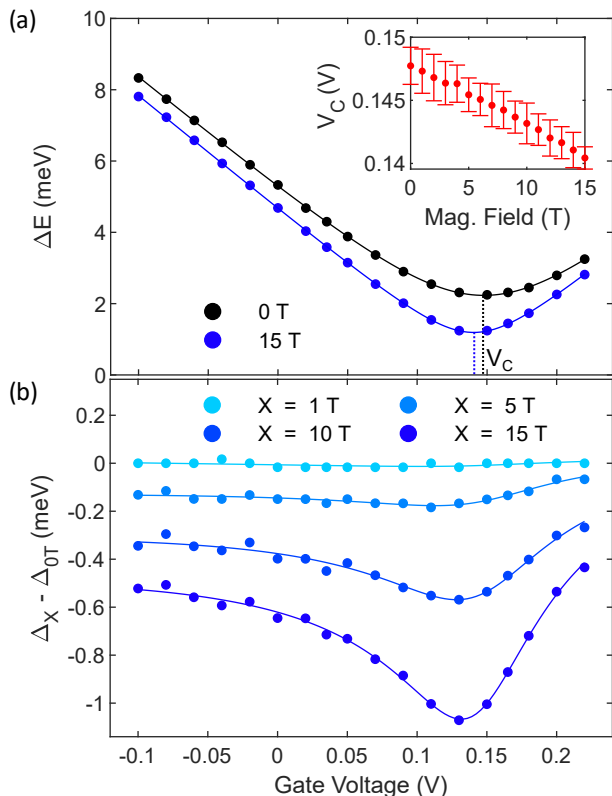 (a)
10
8
6
4
2
0
ΔE (meV)
0.15
0.145
0.14
V_C (V)
0 5 10 15
Mag. Field (T)
0 T
15 T
V_C
(b)
X = 1 T X = 5 T
X = 10 T X = 15 T
0.2
0
-0.2
-0.4
-0.6
-0.8
-1
Δ_X - Δ_0T (meV)
-0.1 -0.05 0 0.05 0.1 0.15 0.2
Gate Voltage (V)